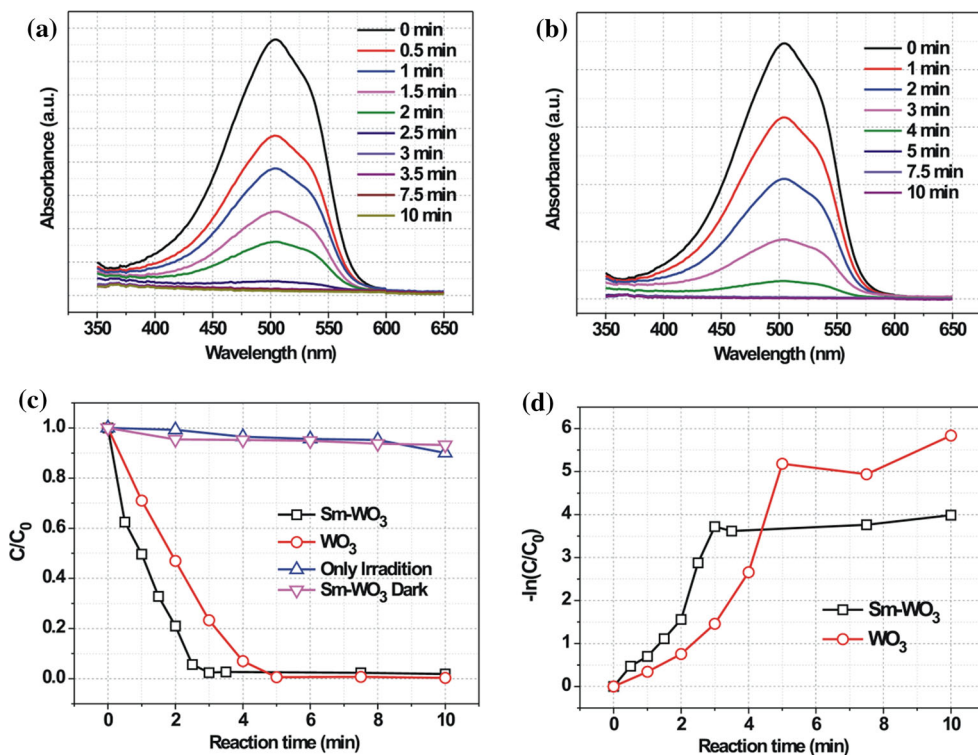 (a)
0 min
0.5 min
1 min
1.5 min
2 min
2.5 min
3 min
3.5 min
7.5 min
10 min
Absorbance (a.u.)
350 400 450 500 550 600 650
Wavelength (nm)
(b)
0 min
1 min
2 min
3 min
4 min
5 min
7.5 min
10 min
Absorbance (a.u.)
350 400 450 500 550 600 650
Wavelength (nm)
(c)
1.0
0.8
0.6
0.4
0.2
0.0
C/C₀
Sm-WO₃
WO₃
Only Irradition
Sm-WO₃ Dark
0 2 4 6 8 10
Reaction time (min)
(d)
6
5
4
3
2
1
0
-ln(C/C₀)
Sm-WO₃
WO₃
0 2 4 6 8 10
Reaction time (min)